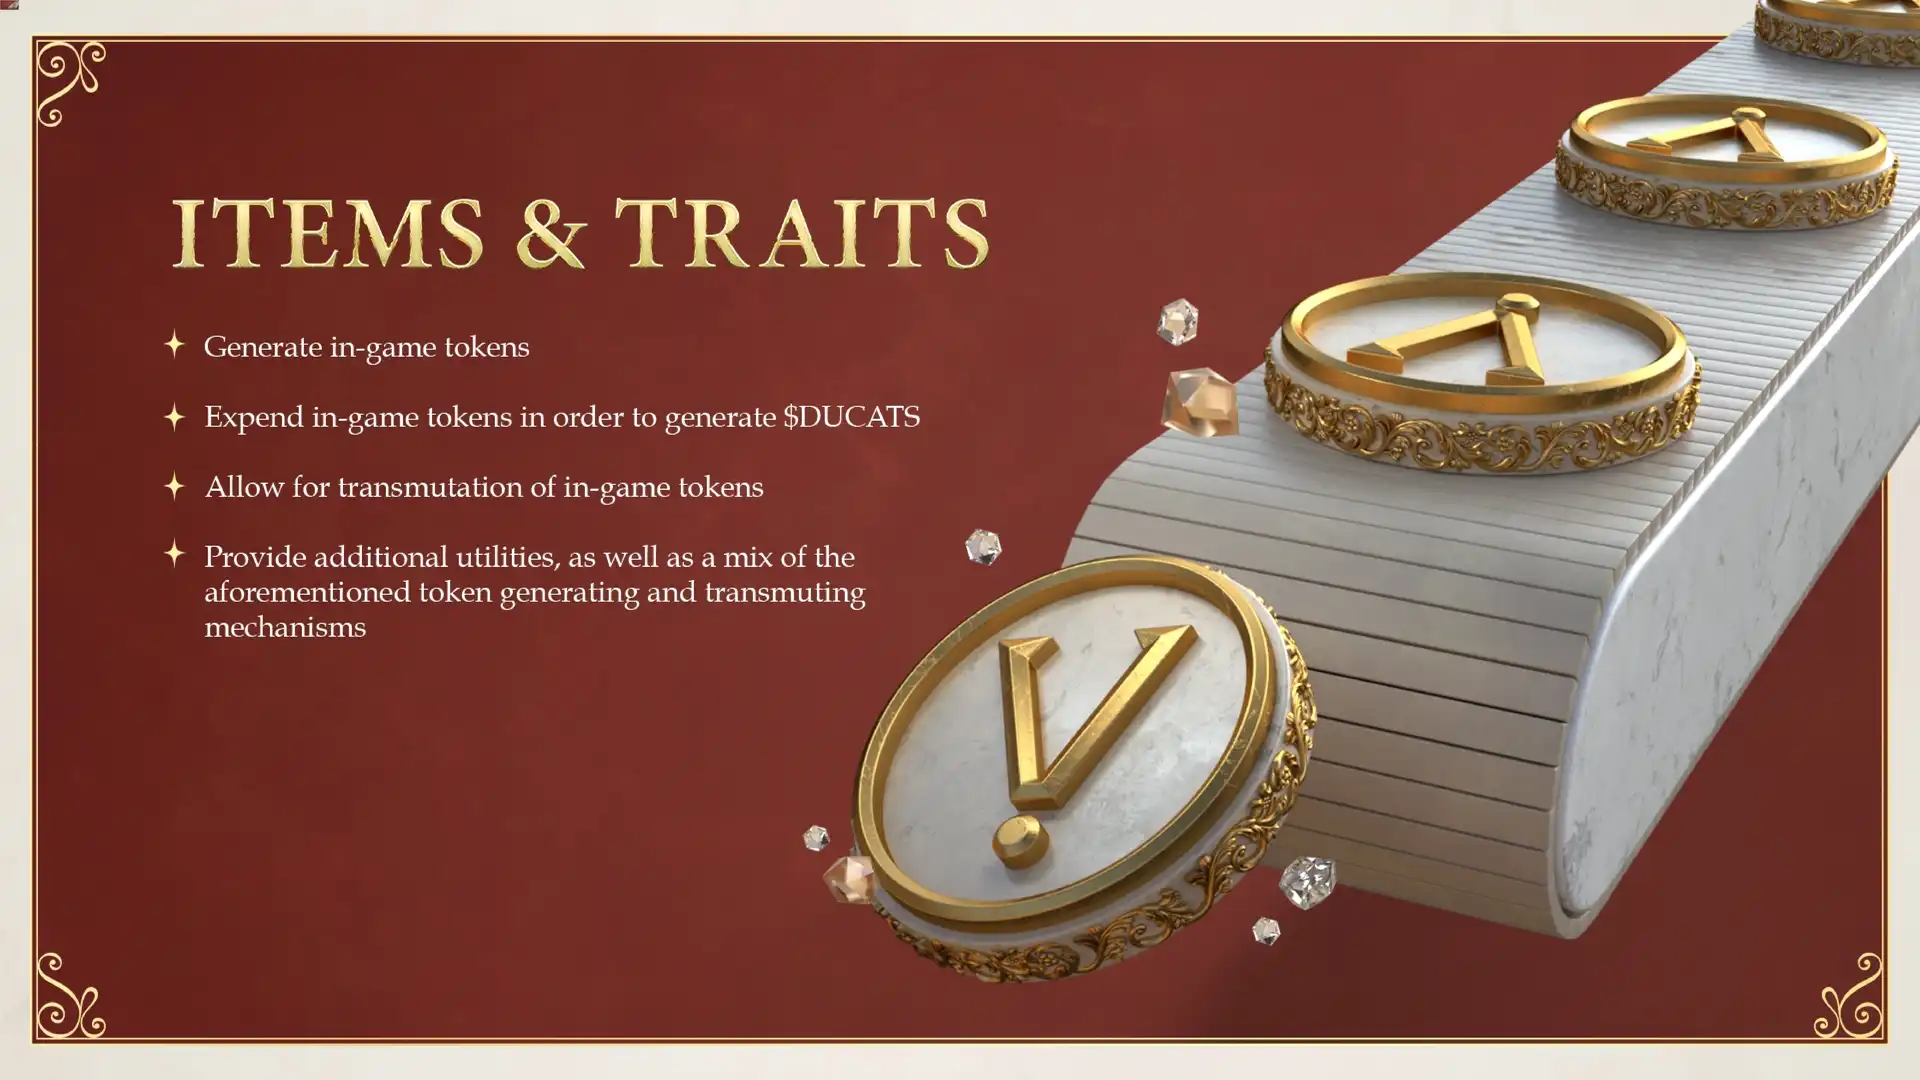 ITEMS & TRAITS
Generate in-game tokens
Expend in-game tokens in order to generate $DUCATS
Allow for transmutation of in-game tokens
Provide additional utilities, as well as a mix of the
aforementioned token generating and transmuting
mechanisms